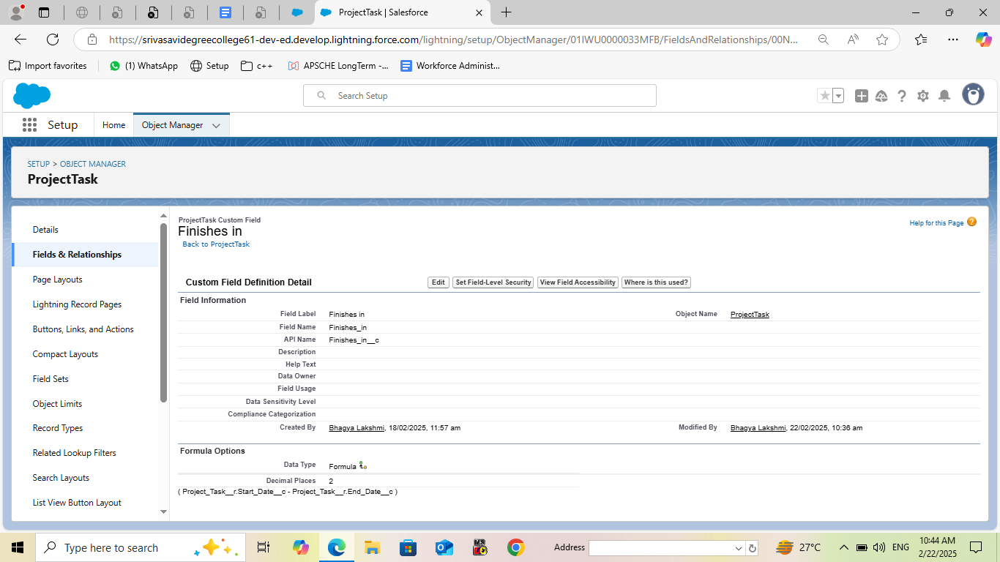 ProjectTask | Salesforce
https://srivasavidegreecollege61-dev-ed.develop.lightning.force.com/lightning/setup/ObjectManager/01IWU0000033MFB/FieldsAndRelationships/00N...
Import favorites
(1) WhatsApp
Setup
c++
APSCHE LongTerm -...
Workforce Administ...
Search Setup
Setup
Home
Object Manager
SETUP > OBJECT MANAGER
ProjectTask
Details
Fields & Relationships
Page Layouts
Lightning Record Pages
Buttons, Links, and Actions
Compact Layouts
Field Sets
Object Limits
Record Types
Related Lookup Filters
Search Layouts
List View Button Layout
ProjectTask Custom Field
Finishes in
Back to ProjectTask
Help for this Page
Custom Field Definition Detail
Edit
Set Field-Level Security
View Field Accessibility
Where is this used?
Field Information
Field Label Finishes in
Object Name ProjectTask
Field Name Finishes_in
API Name Finishes_in__c
Description
Help Text
Data Owner
Field Usage
Data Sensitivity Level
Compliance Categorization
Created By Bhagya Lakshmi, 18/02/2025, 11:57 am
Modified By Bhagya Lakshmi, 22/02/2025, 10:36 am
Formula Options
Data Type Formula
Decimal Places 2
( Project_Task__r.Start_Date__c - Project_Task__r.End_Date__c )
Type here to search
Address
27°C
ENG
10:44 AM
2/22/2025